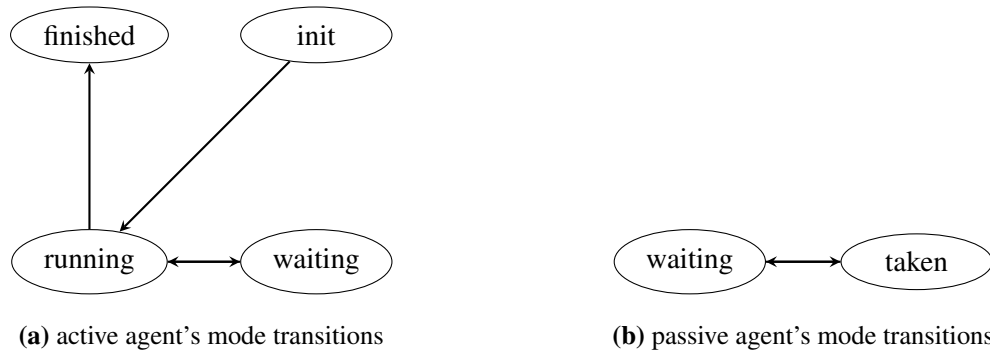 finished
init
running
waiting
waiting
taken
(a) active agent's mode transitions
(b) passive agent's mode transitions